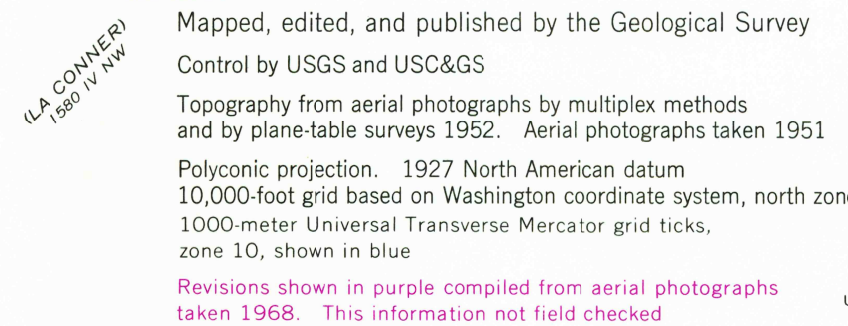 (LA CONNER)
1580 IV NW
Mapped, edited, and published by the Geological Survey
Control by USGS and USC&GS
Topography from aerial photographs by multiplex methods
and by plane-table surveys 1952. Aerial photographs taken 1951
Polyconic projection. 1927 North American datum
10,000-foot grid based on Washington coordinate system, north
1000-meter Universal Transverse Mercator grid ticks,
zone 10, shown in blue
Revisions shown in purple compiled from aerial photographs
taken 1968. This information not field checked